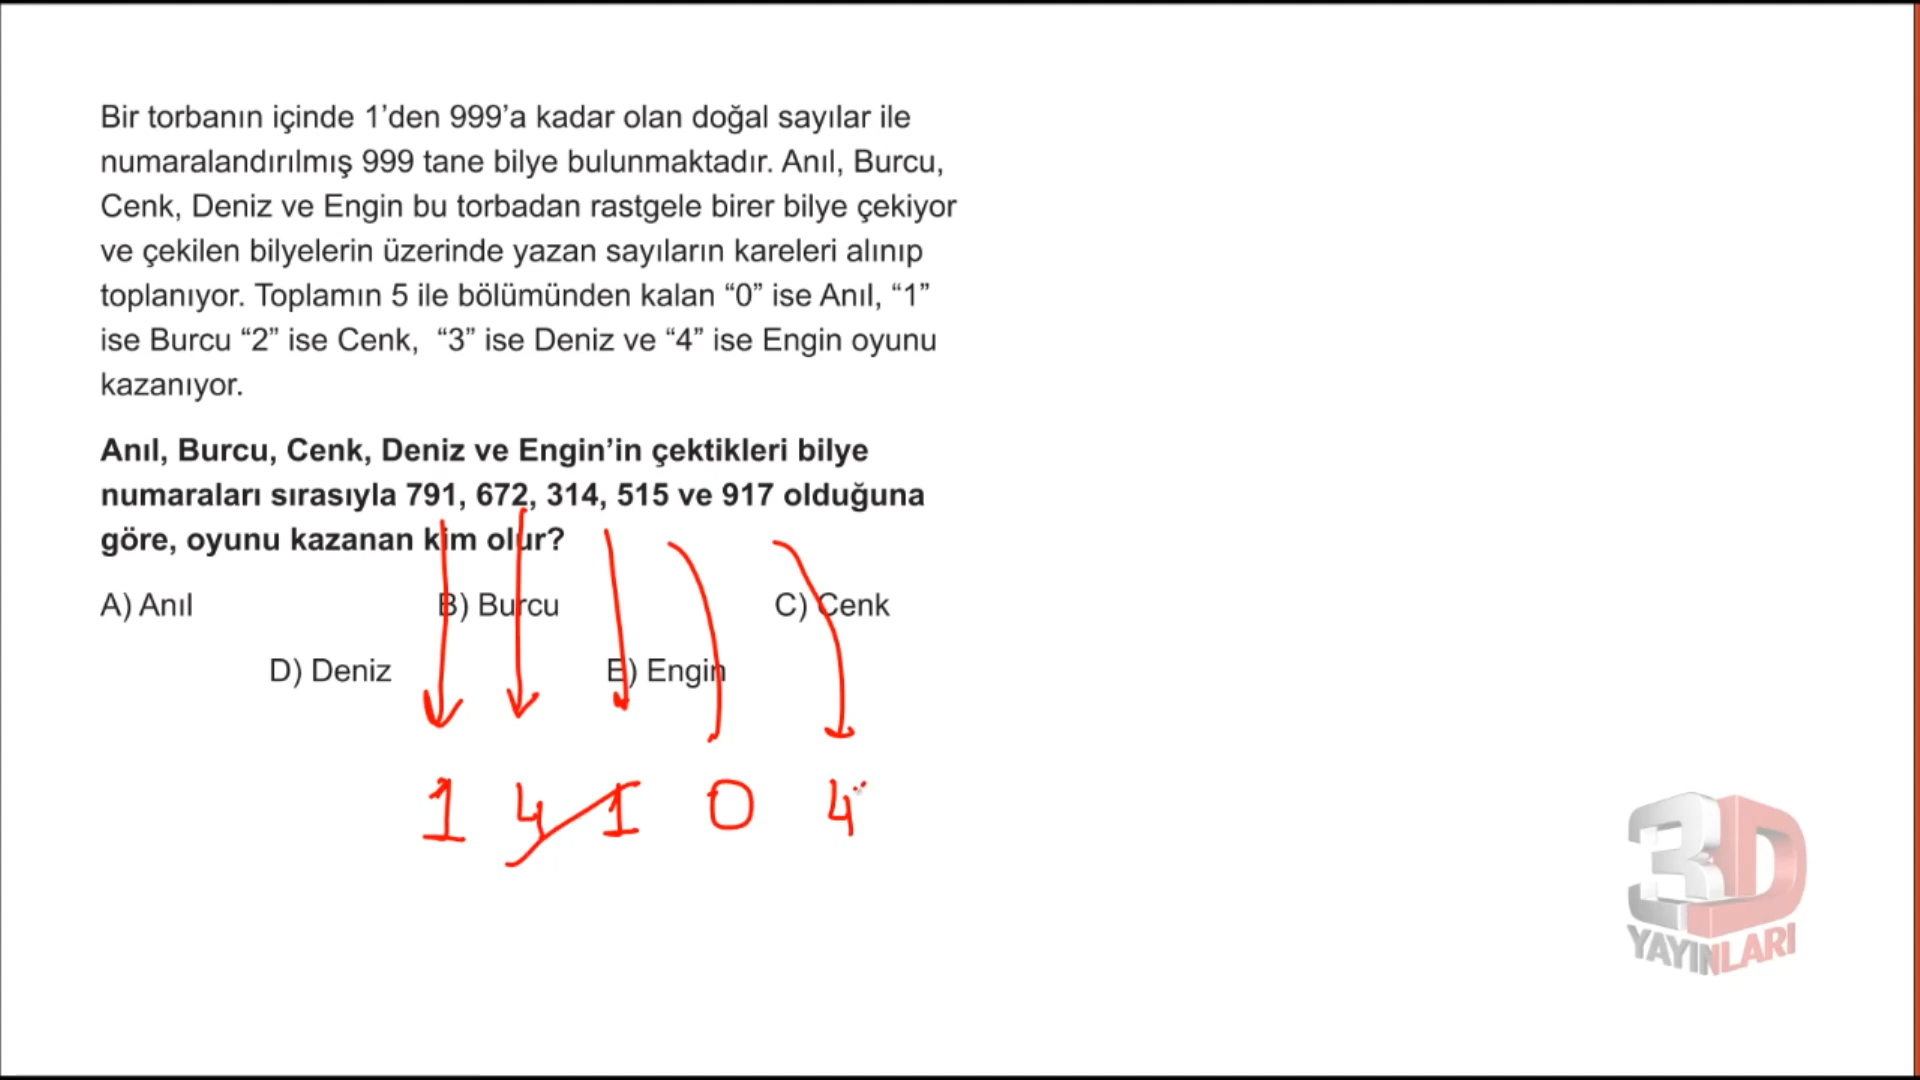 Bir torbanın içinde 1’den 999’a kadar olan doğal sayılar ile
numaralandırılmış 999 tane bilye bulunmaktadır. Anıl, Burcu,
Cenk, Deniz ve Engin bu torbadan rastgele birer bilye çekiyor
ve çekilen bilyelerin üzerinde yazan sayıların kareleri alınıp
toplanıyor. Toplamın 5 ile bölümünden kalan “0” ise Anıl, “1”
ise Burcu “2” ise Cenk, “3” ise Deniz ve “4” ise Engin oyunu
kazanıyor.
Anıl, Burcu, Cenk, Deniz ve Engin’in çektikleri bilye
numaraları sırasıyla 791, 672, 314, 515 ve 917 olduğuna
göre, oyunu kazanan kim olur?
A) Anıl B) Burcu C) Cenk
D) Deniz E) Engin
1 4 1 0 4
3D
YAYINLARI